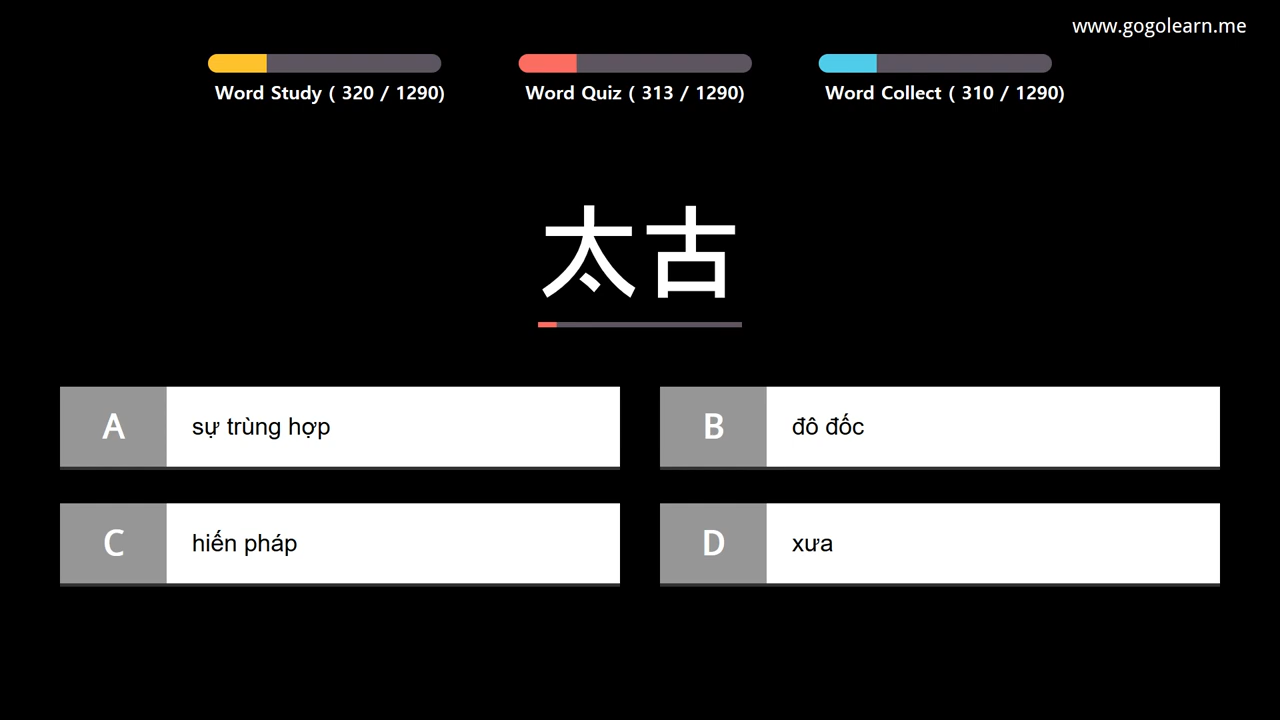 www.gogolearn.me
Word Study ( 320 / 1290)
Word Quiz ( 313 / 1290)
Word Collect ( 310 / 1290)
太古
A sự trùng hợp
B đô đốc
C hiến pháp
D xưa